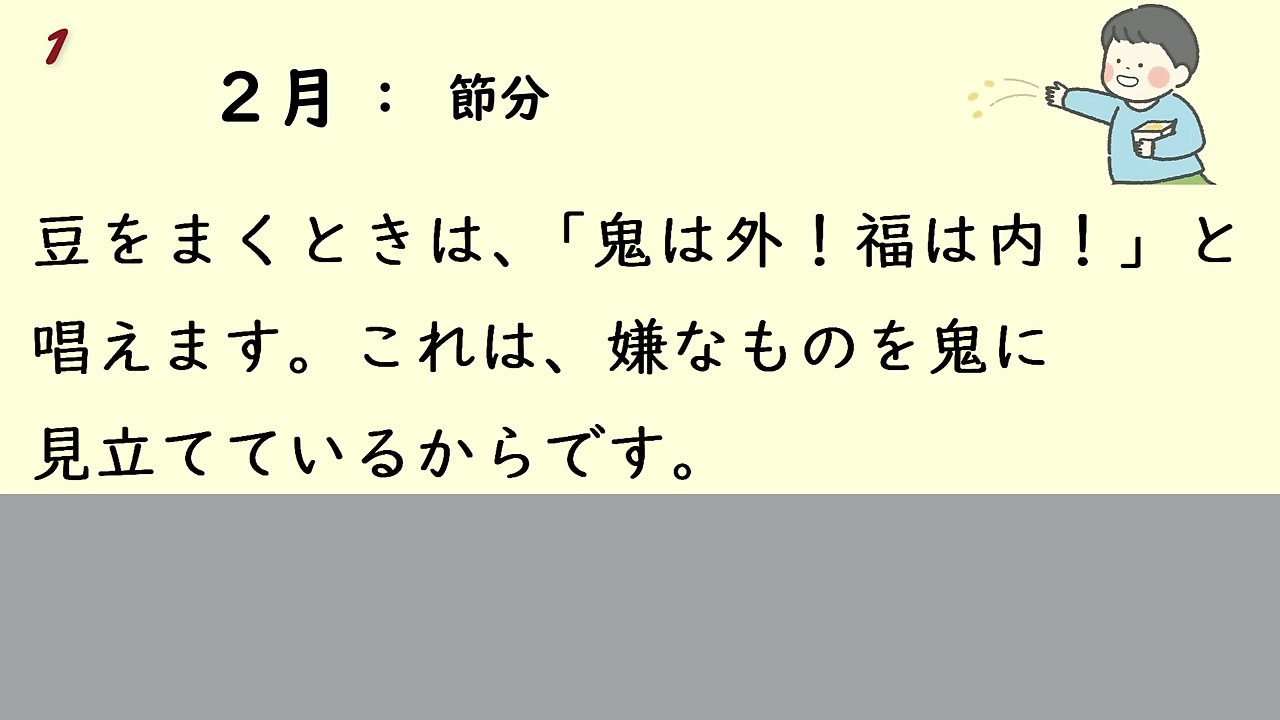 1
2月： 節分
豆をまくときは、「鬼は外！福は内！」と
唱えます。これは、嫌なものを鬼に
見立てているからです。